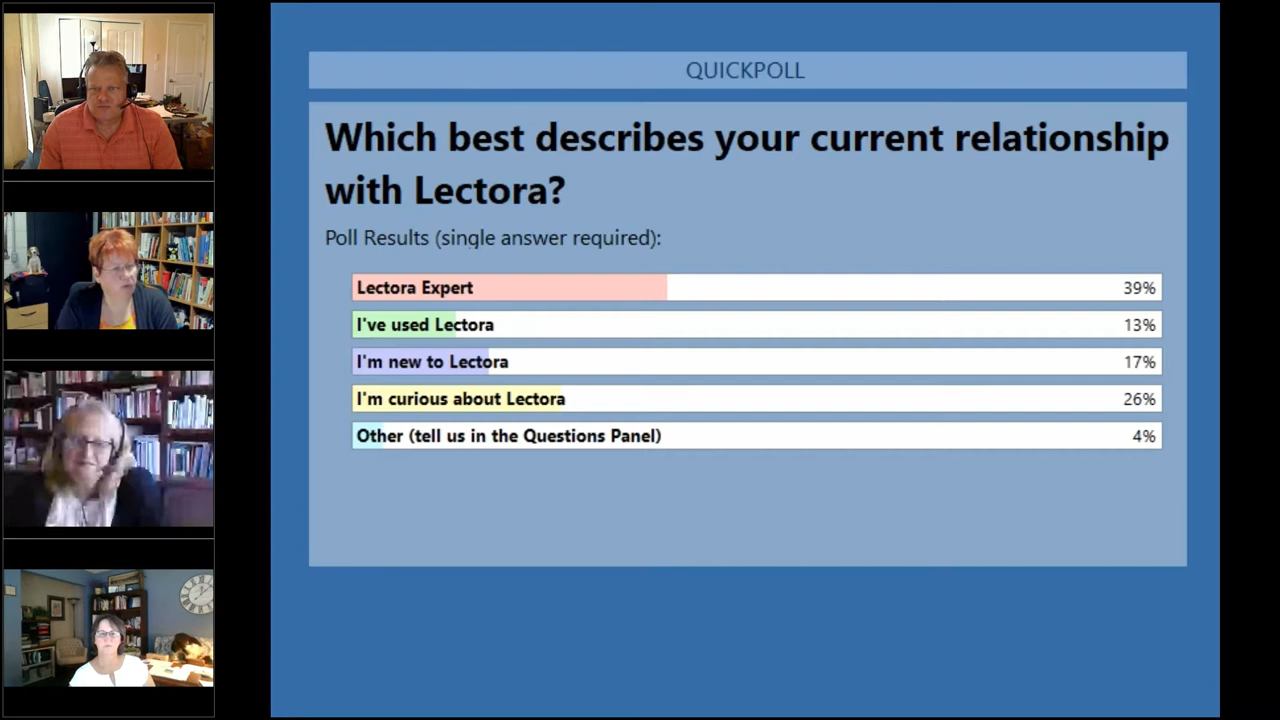 QUICKPOLL
Which best describes your current relationship
with Lectora?
Poll Results (single answer required):
Lectora Expert 39%
I've used Lectora 13%
I'm new to Lectora 17%
I'm curious about Lectora 26%
Other (tell us in the Questions Panel) 4%